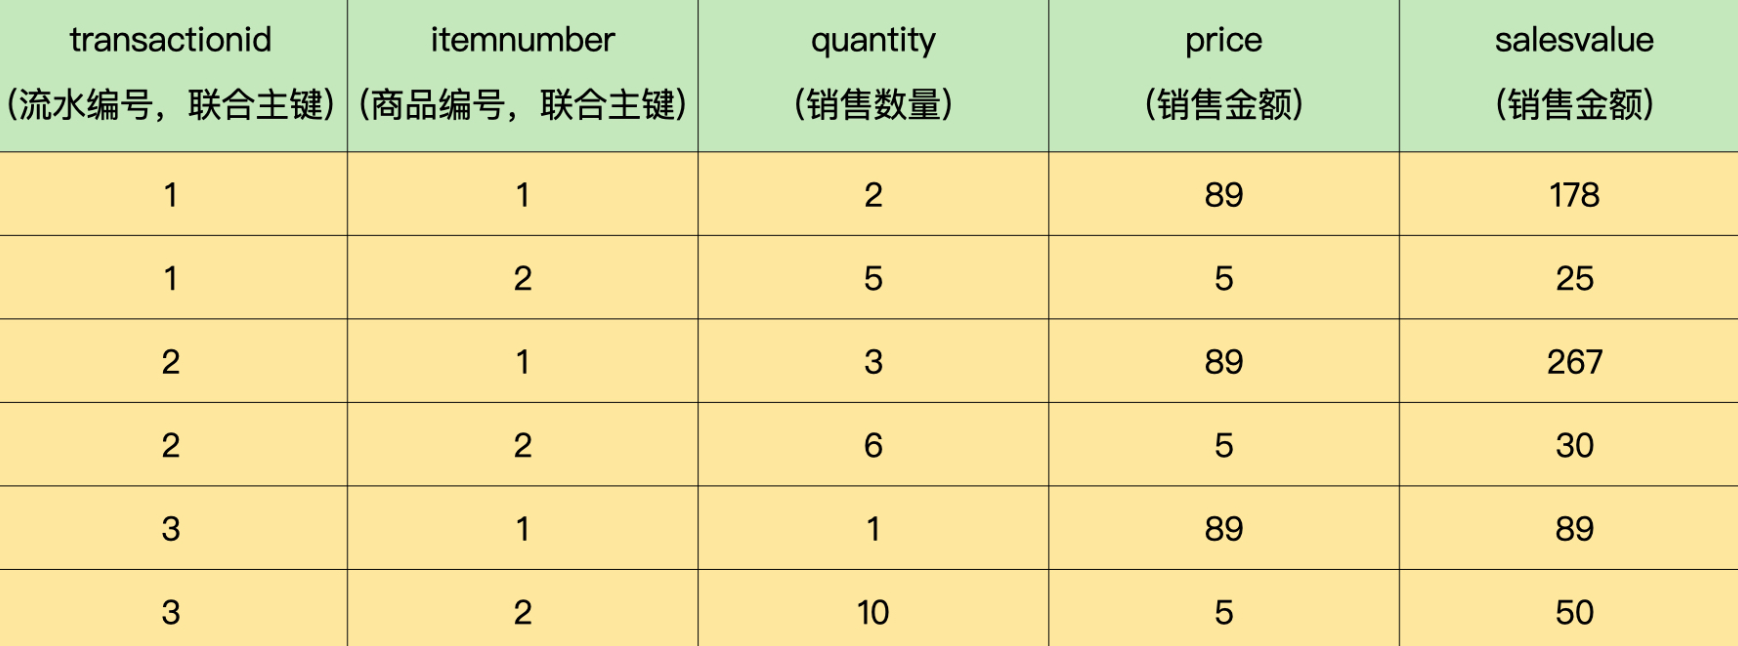 transactionid itemnumber quantity price salesvalue
(流水编号，联合主键) (商品编号，联合主键) (销售数量) (销售金额) (销售金额)
1 1 2 89 178
1 2 5 5 25
2 1 3 89 267
2 2 6 5 30
3 1 1 89 89
3 2 10 5 50